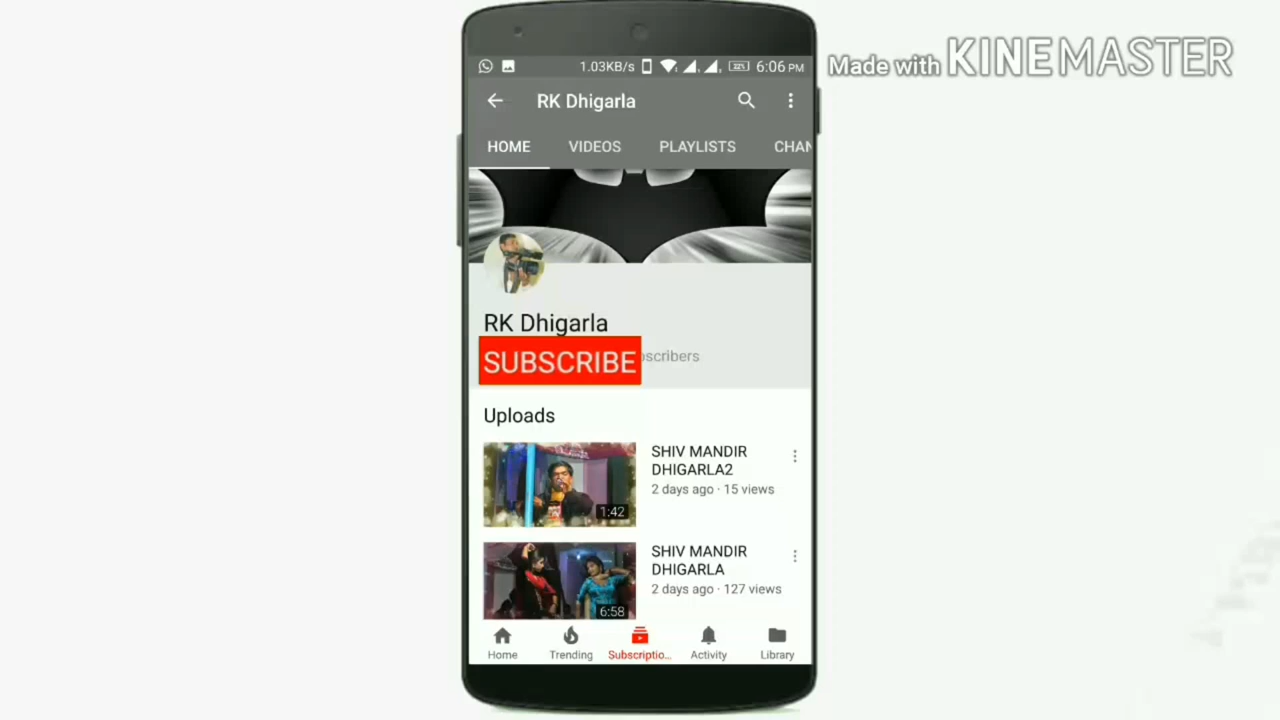 Made with KINEMASTER
1.03KB/s 6:06 PM
RK Dhigarla
HOME VIDEOS PLAYLISTS CHAN
RK Dhigarla
SUBSCRIBE bscribers
Uploads
SHIV MANDIR
DHIGARLA2
2 days ago · 15 views
1:42
SHIV MANDIR
DHIGARLA
2 days ago · 127 views
6:58
Home Trending Subscriptio... Activity Library